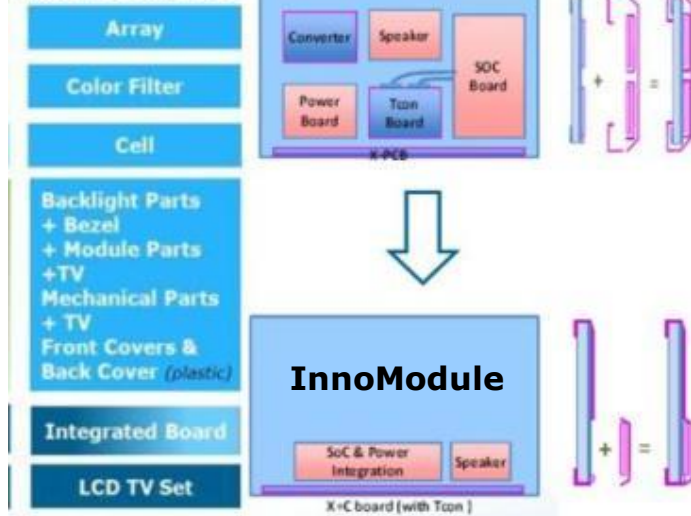 Array
Color Filter
Cell
Backlight Parts
+ Bezel
+ Module Parts
+TV
Mechanical Parts
+ TV
Front Covers &
Back Cover (plastic)
Integrated Board
LCD TV Set
Converter
Speaker
SOC
Board
Power
Board
Tcon
Board
X-PCB
+
=
InnoModule
SoC & Power
Integration
Speaker
X+C board (with Tcon )
+
=